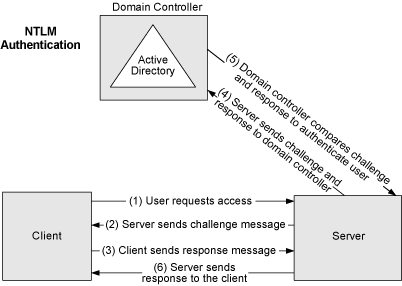 Domain Controller
NTLM
Authentication
Active
Directory
(5) Domain controller compares challenge
and response to authenticate user
(4) Server sends challenge and
response to domain controller
(1) User requests access
(2) Server sends challenge message
Client
Server
(3) Client sends response message
(6) Server sends
response to the client